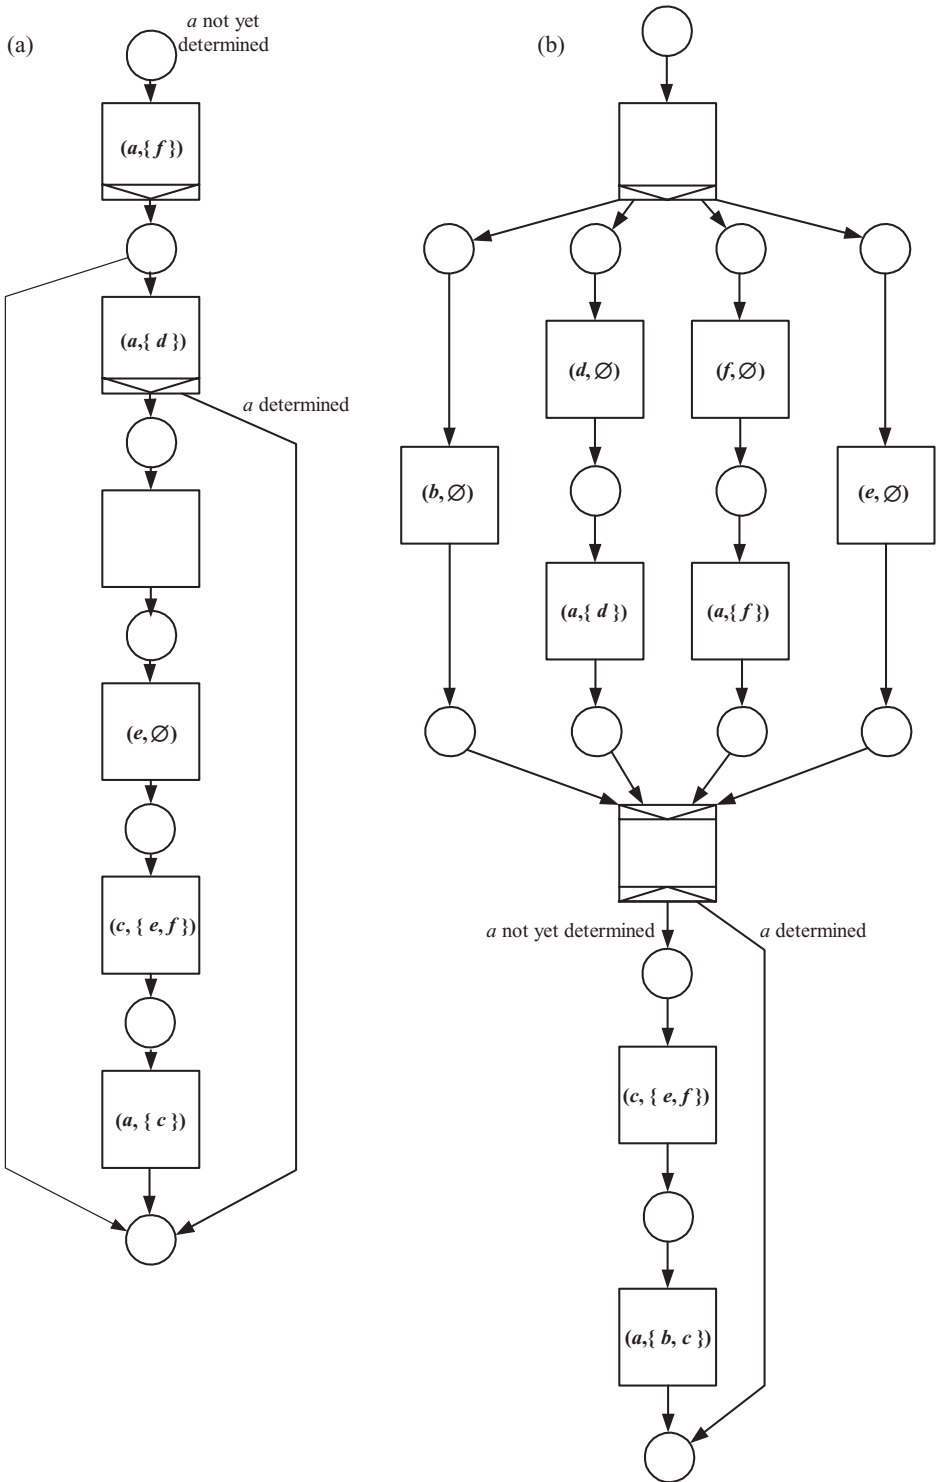 (a)
a not yet
determined
(a,{ f })
(a,{ d })
a determined
(e,∅)
(c, { e, f })
(a, { c })
(b)
(d,∅)
(f,∅)
(b,∅)
(e,∅)
(a,{ d })
(a,{ f })
a not yet determined
a determined
(c, { e, f })
(a,{ b, c })